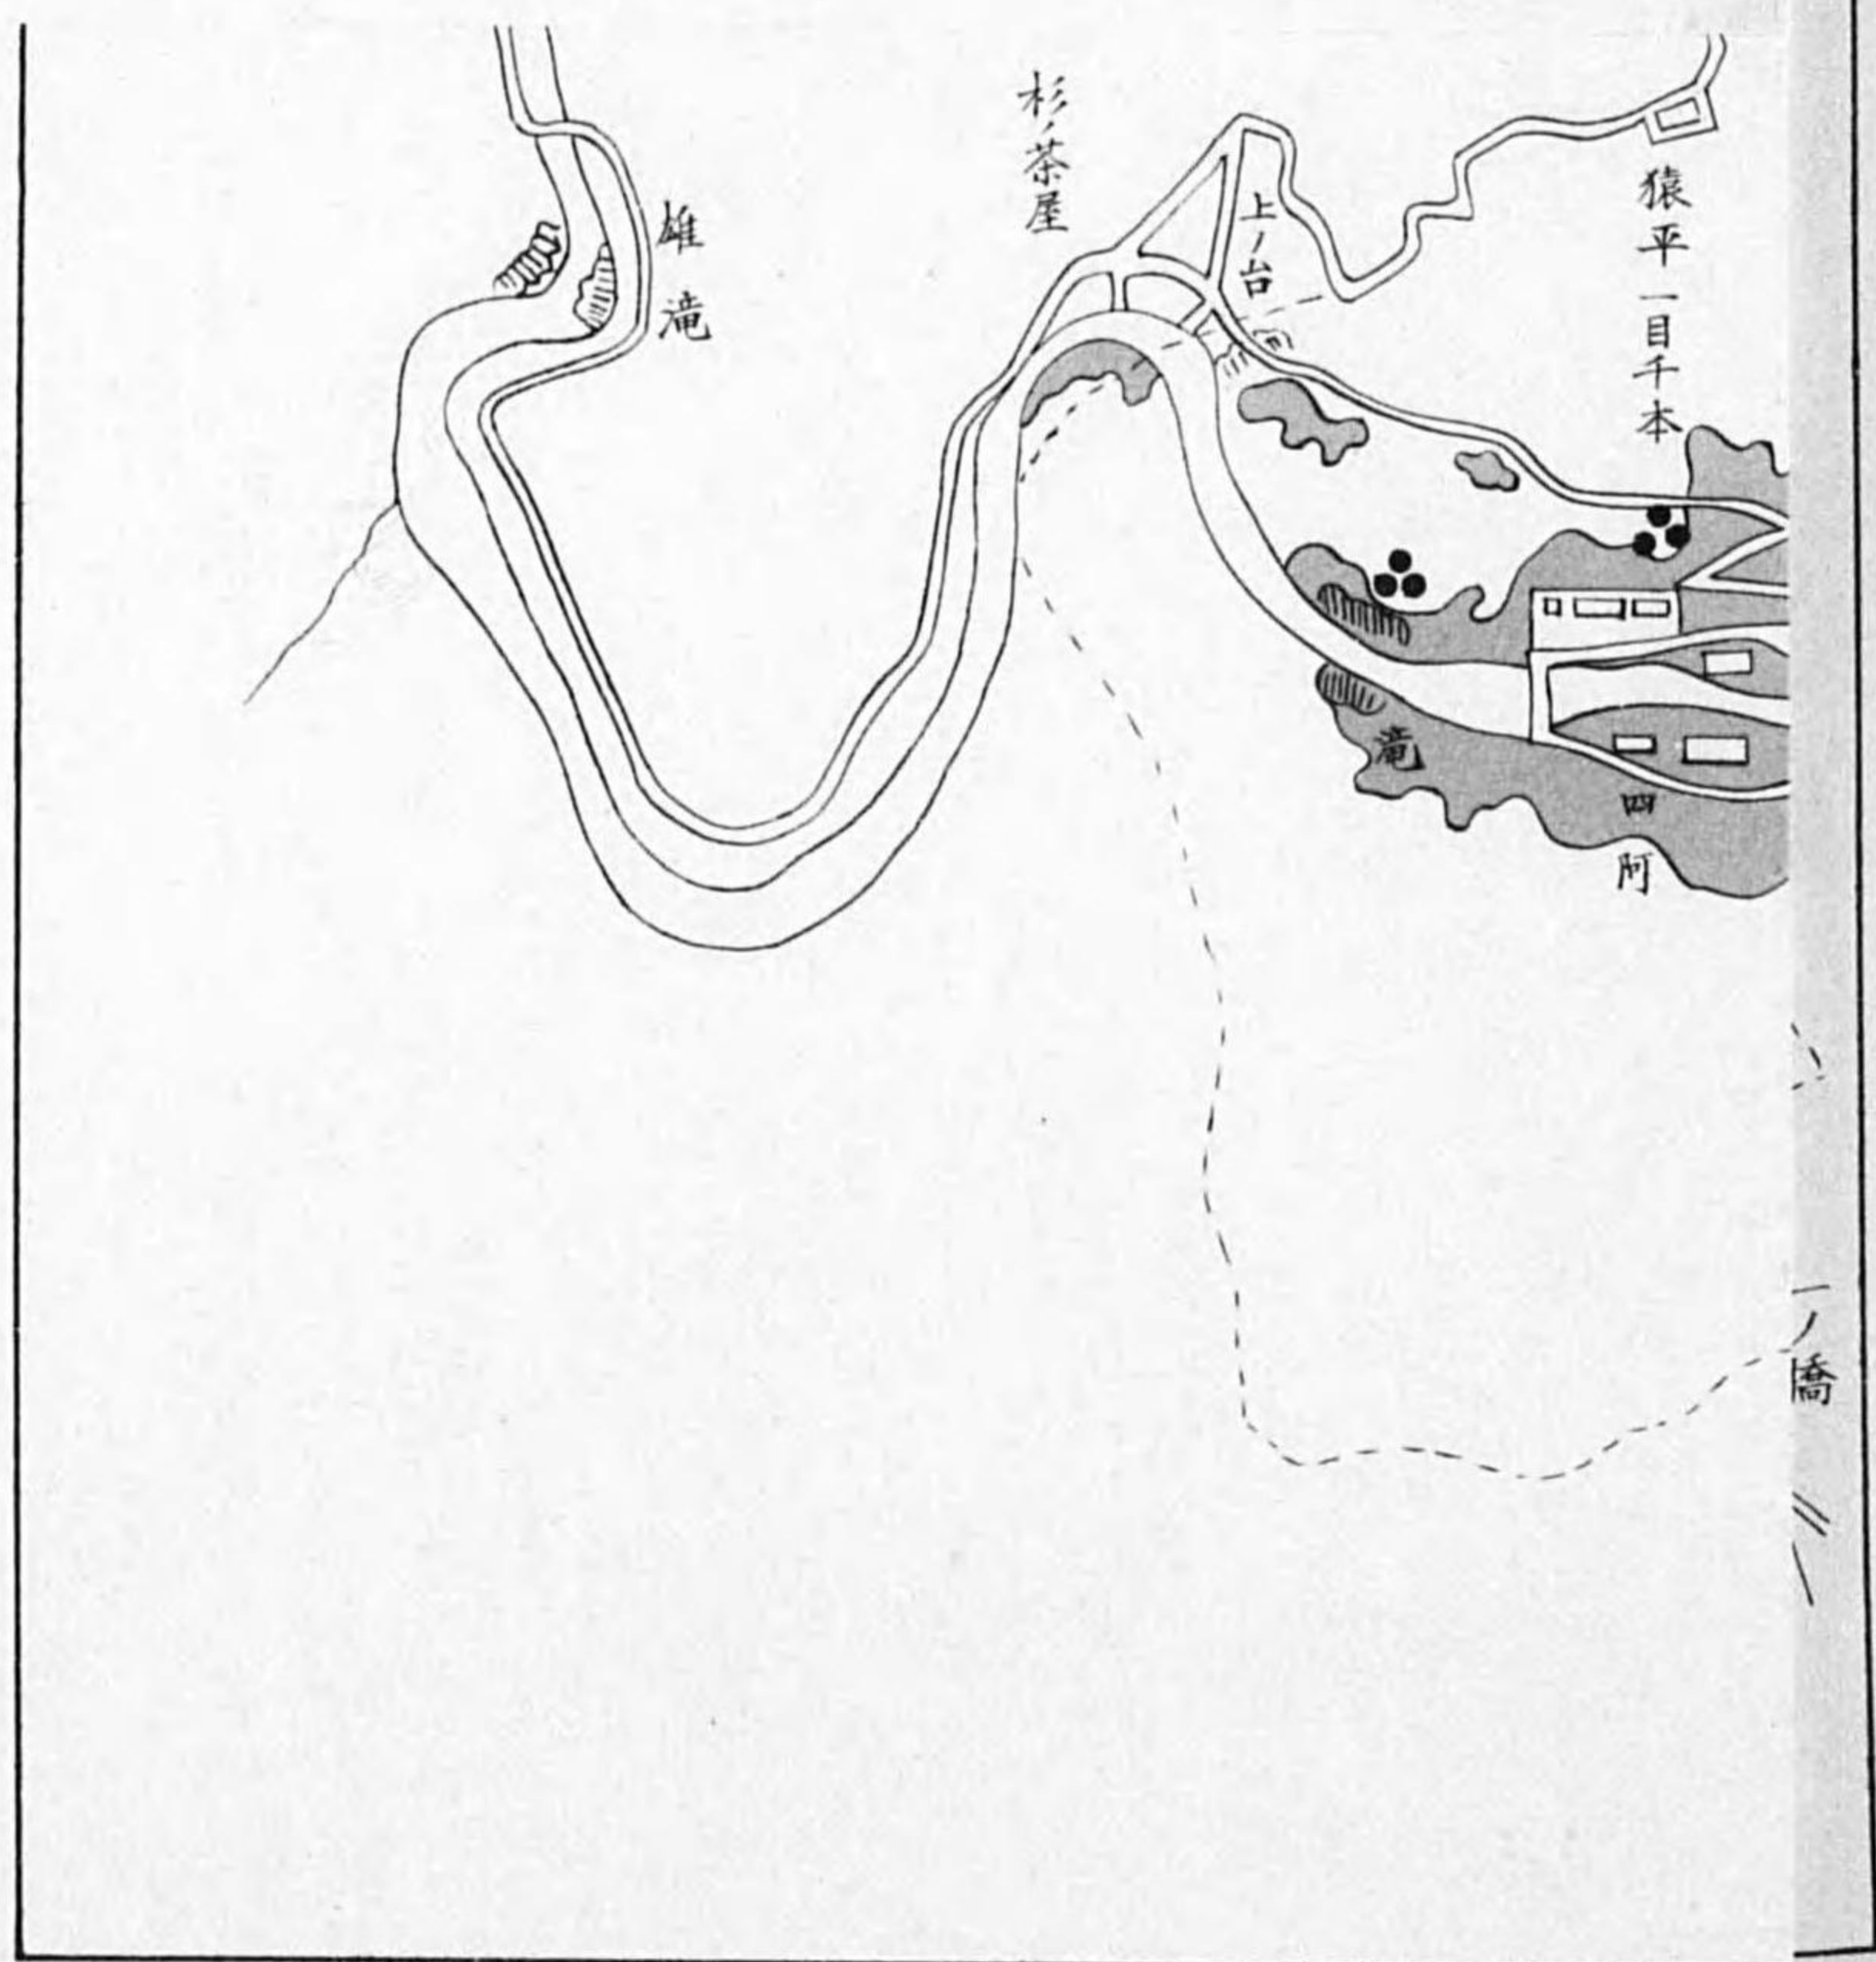 猿平一目千本
上ノ台
杉ノ茶屋
雄滝
滝
四阿
一ノ橋